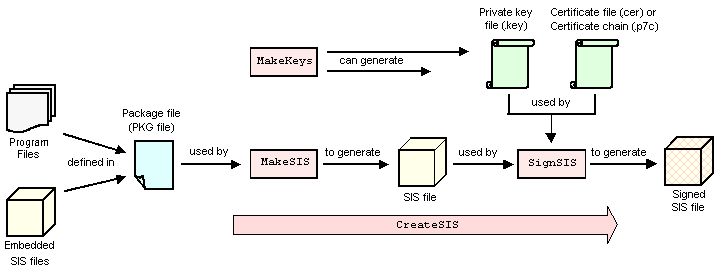 Private key
file (.key)
Certificate file (cer) or
Certificate chain (.p7c)
MakeKeys
can generate
used by
Program
Files
Package file
(PKG file)
defined in
used by
MakeSIS
to generate
SIS file
used by
SignSIS
to generate
Signed
SIS file
Embedded
SIS files
CreateSIS